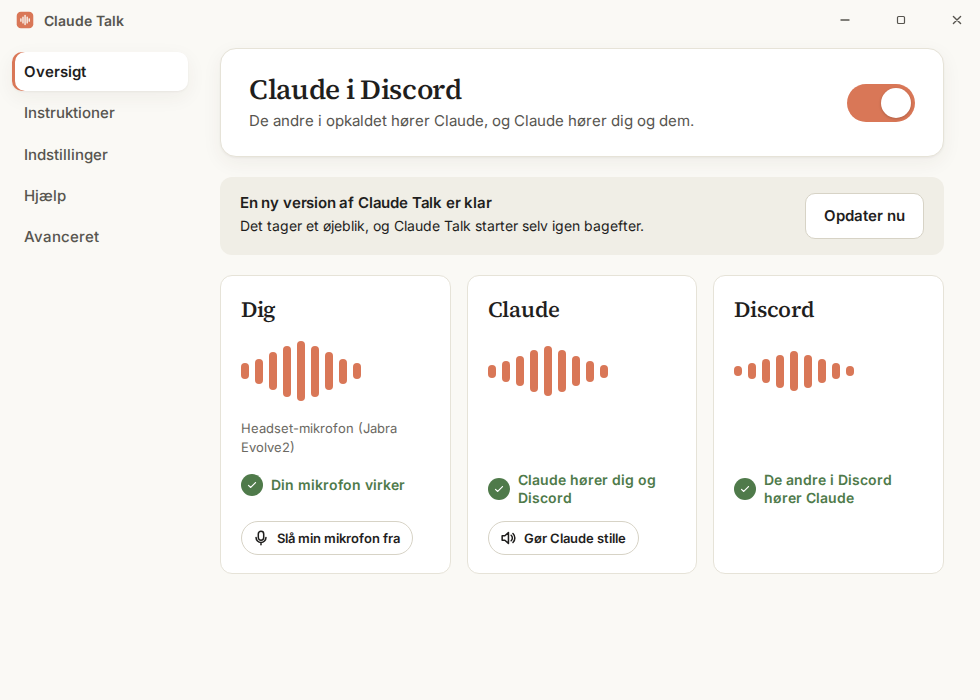 Claude Talk
Oversigt
Instruktioner
Indstillinger
Hjælp
Avanceret
Claude i Discord
De andre i opkaldet hører Claude, og Claude hører dig og dem.
En ny version af Claude Talk er klar
Det tager et øjeblik, og Claude Talk starter selv igen bagefter.
Opdater nu
Dig
Headset-mikrofon (Jabra
Evolve2)
Din mikrofon virker
Slå min mikrofon fra
Claude
Claude hører dig og
Discord
Gør Claude stille
Discord
De andre i Discord
hører Claude